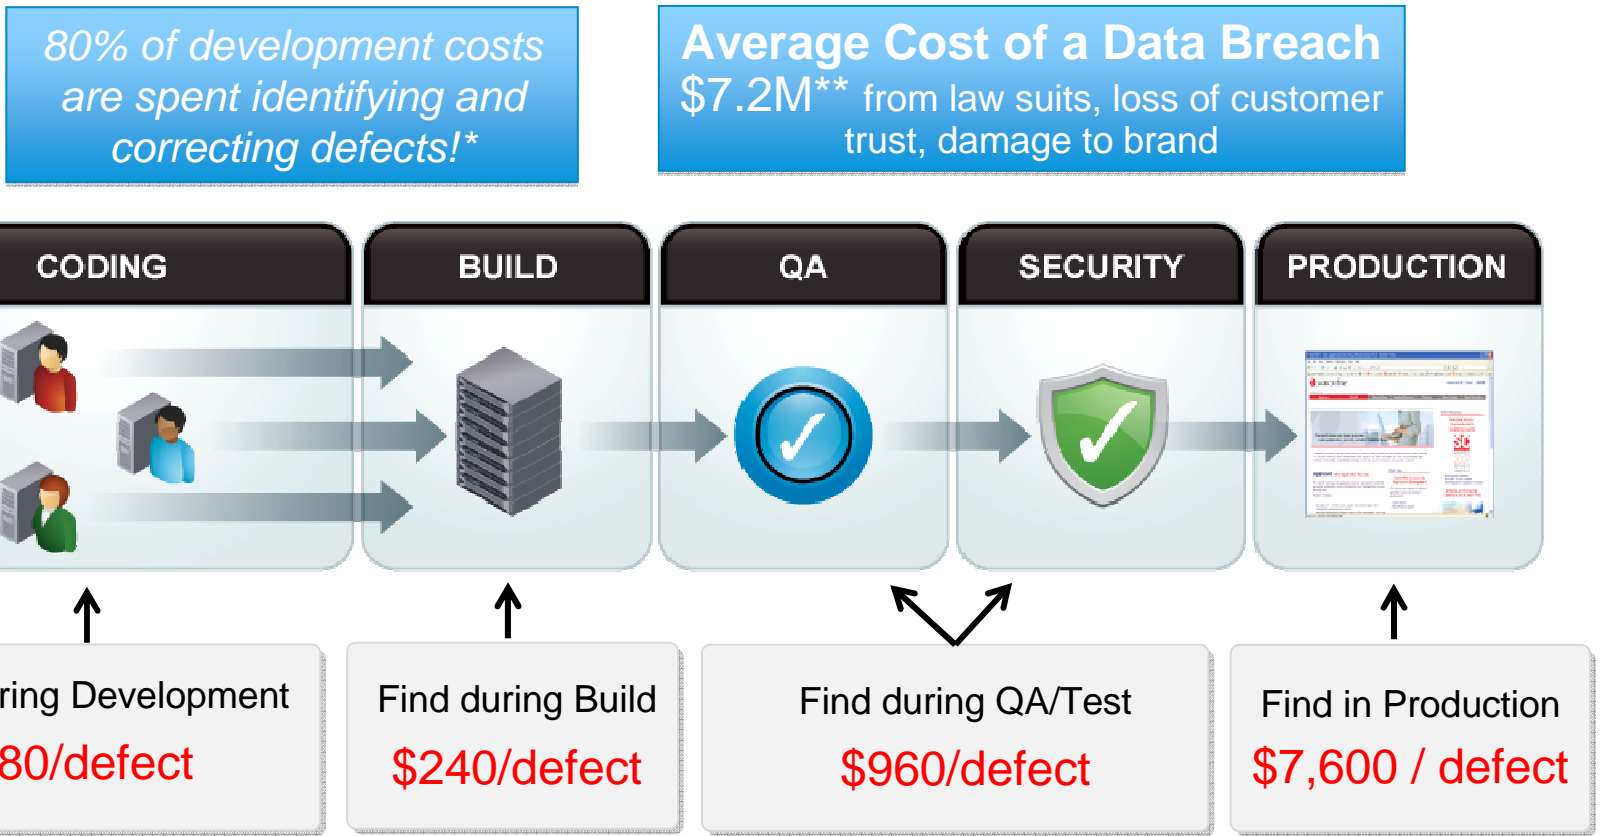 80% of development costs
are spent identifying and
correcting defects!*
Average Cost of a Data Breach
$7.2M** from law suits, loss of customer
trust, damage to brand
CODING
BUILD
QA
SECURITY
PRODUCTION
ring Development
80/defect
Find during Build
$240/defect
Find during QA/Test
$960/defect
Find in Production
$7,600 / defect